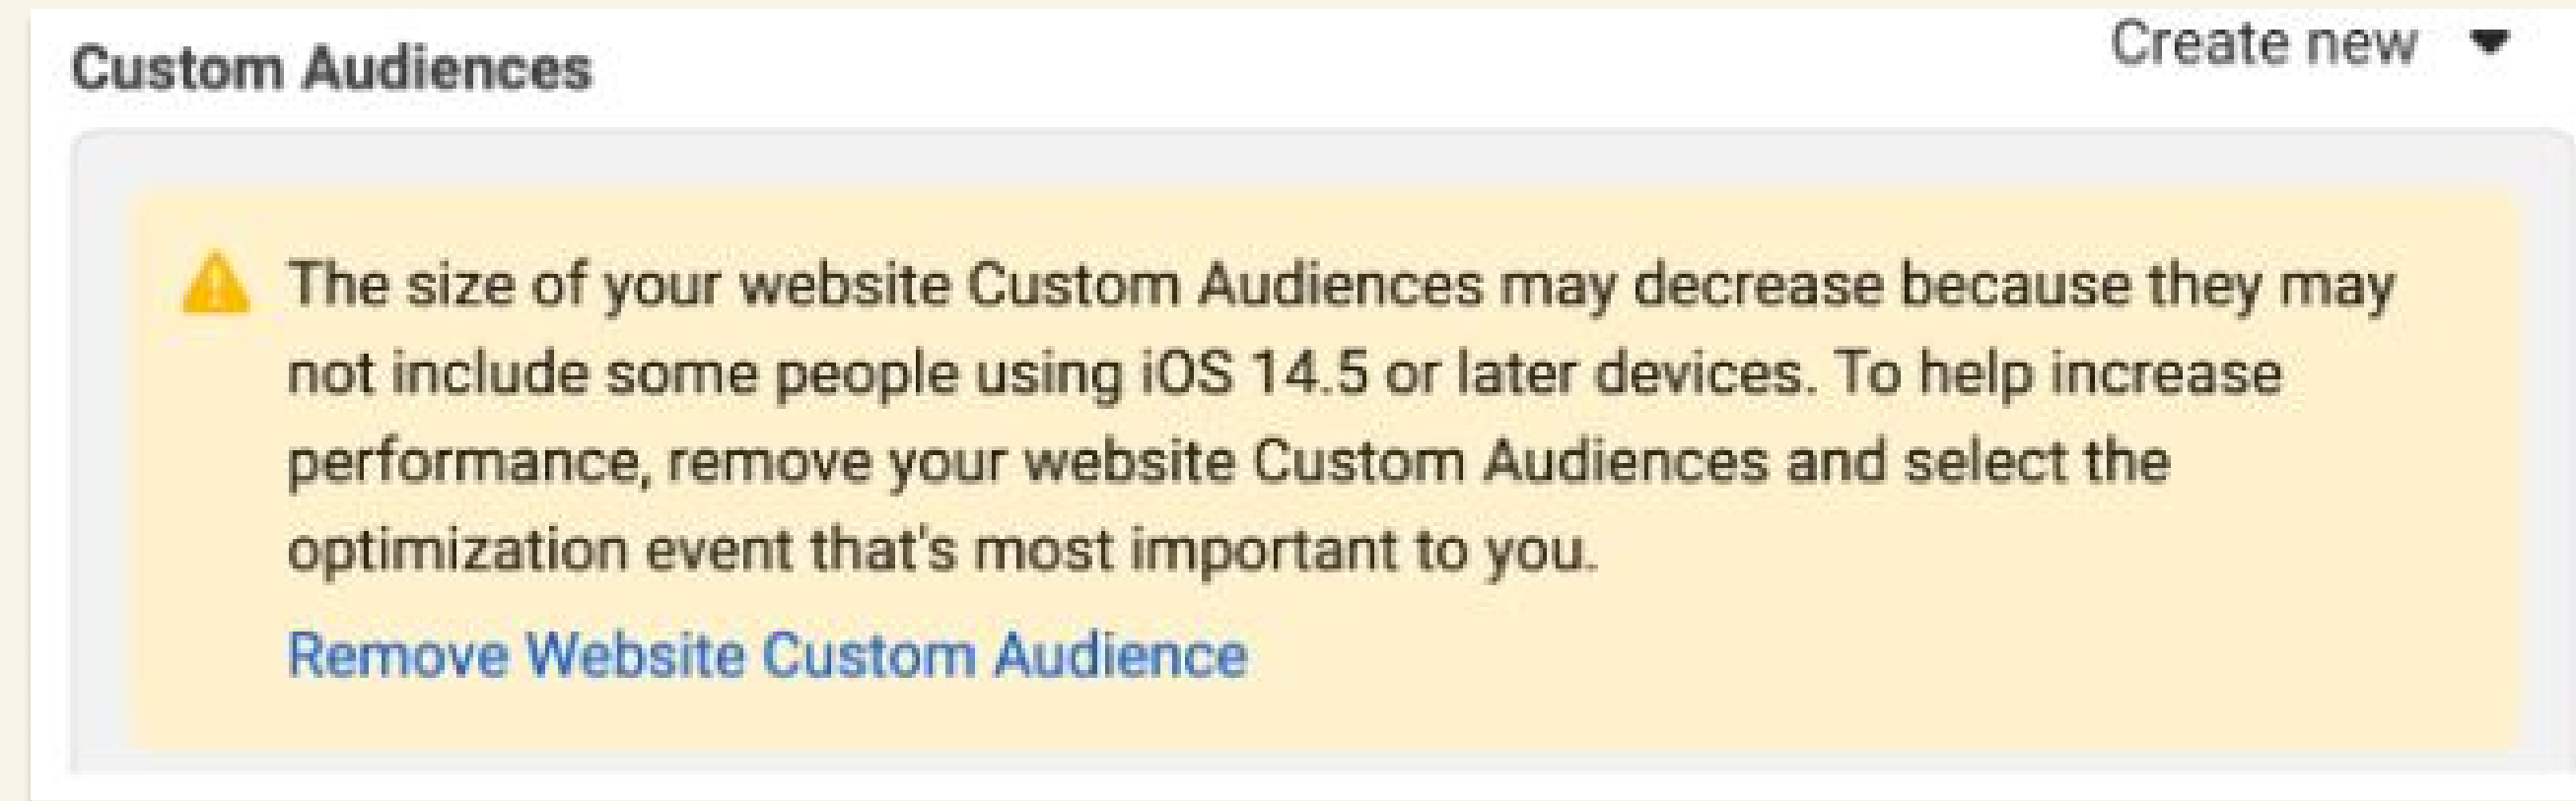 Custom Audiences
Create new
The size of your website Custom Audiences may decrease because they may
not include some people using iOS 14.5 or later devices. To help increase
performance, remove your website Custom Audiences and select the
optimization event that's most important to you.
Remove Website Custom Audience